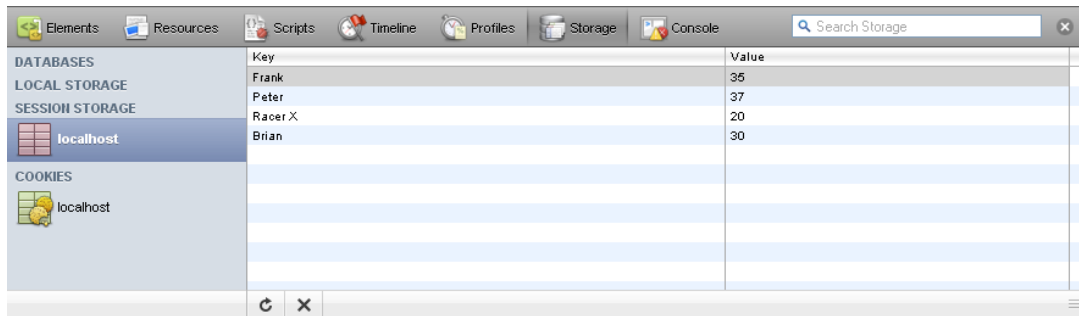 Elements Resources Scripts Timeline Profiles Storage Console Search Storage
DATABASES
LOCAL STORAGE
SESSION STORAGE
localhost
COOKIES
localhost
Key Value
Frank 35
Peter 37
Racer X 20
Brian 30